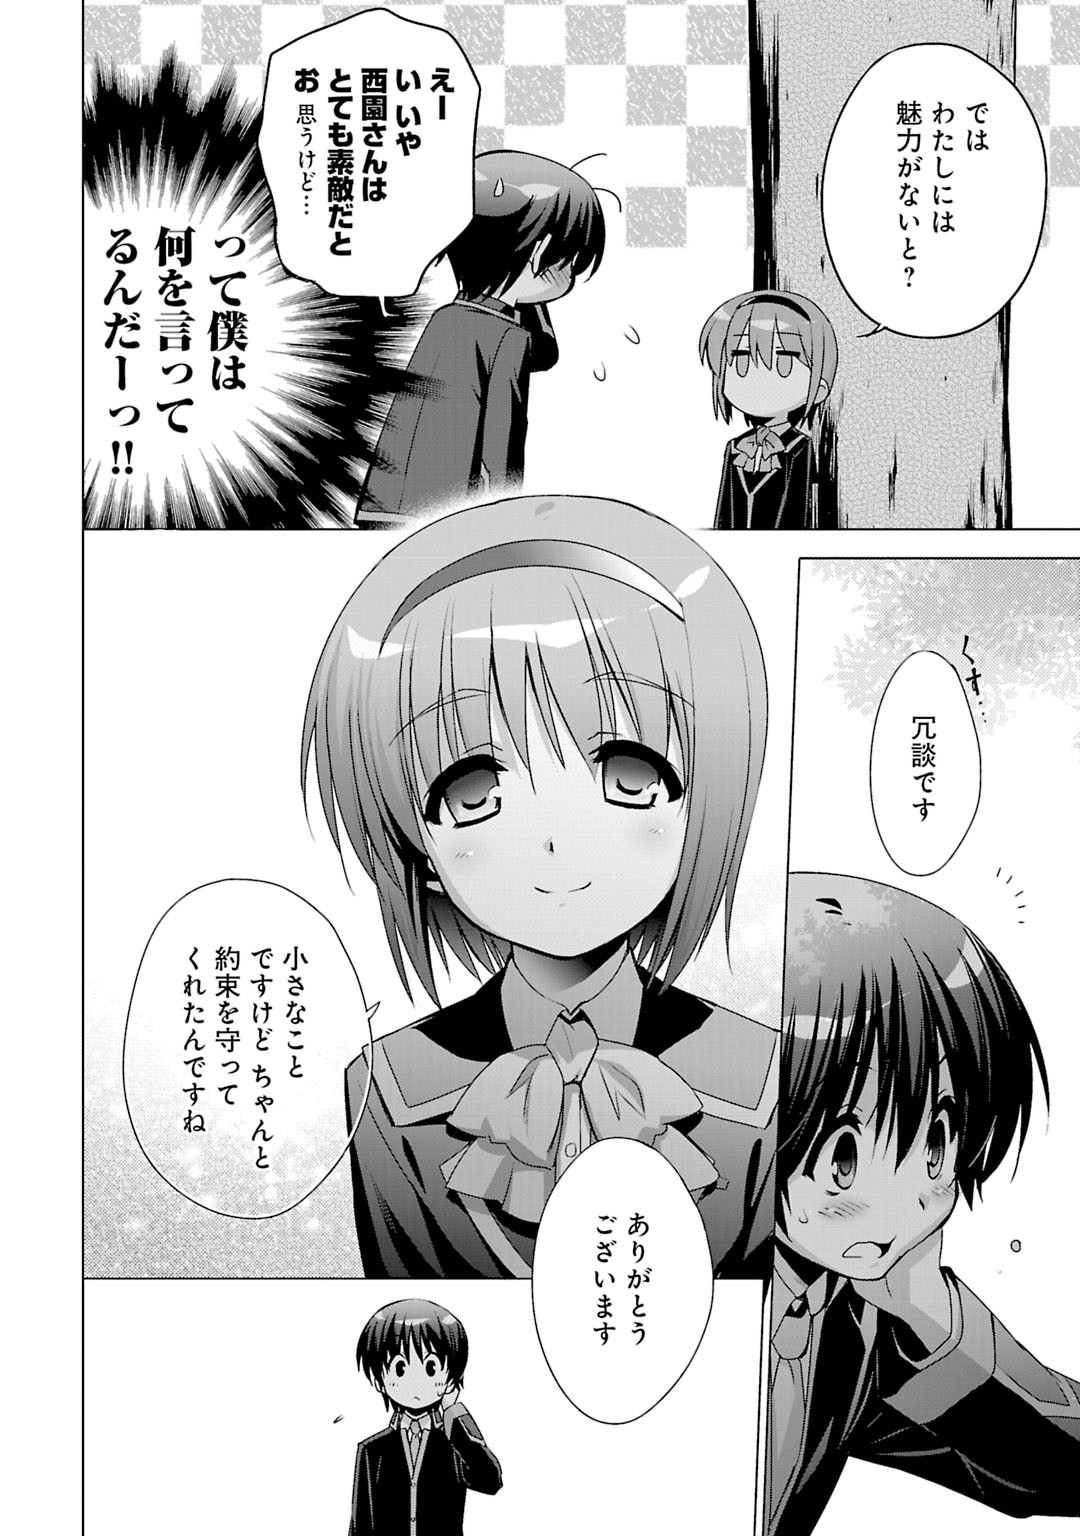 では
わたしには
魅力がないと？
えー
い いや
西園さんは
とても素敵だと
お 思うけど…
って僕は
何を言って
るんだーっ!!
くす…
冗談です
小さなこと
ですけど ちゃんと
約束を守って
くれたんですね
ありがとう
ございます